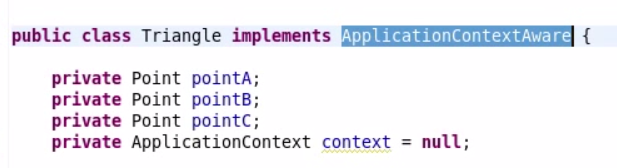 public class Triangle implements ApplicationContextAware {
private Point pointA;
private Point pointB;
private Point pointC;
private ApplicationContext context = null;